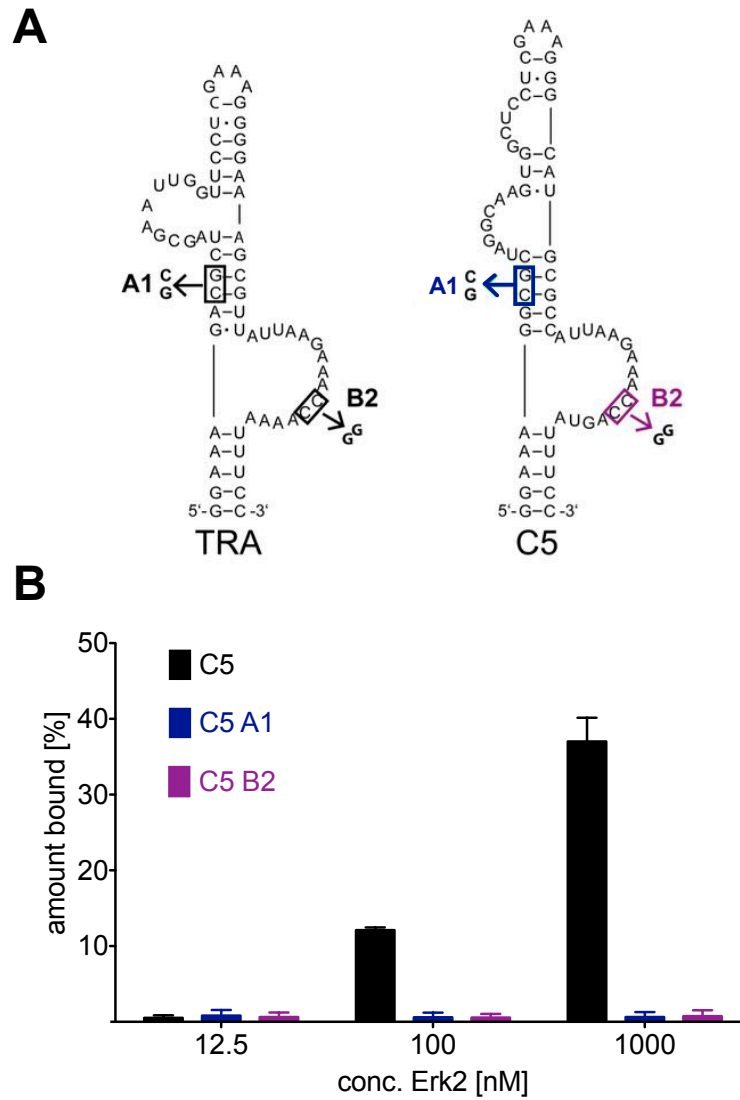 A
A A
G A
C–G
U·G
C–G
C–G
U–A
U U G G U–A
A
A G C G A U–A
C–G
A1 C G
G–C
C–G
A–U
G·U A U U A A G A A A C C A A A A
B2 G G
A–U
A–U
A–U
G–C
5'-G–C-3'
TRA
A A
G A
C G
U·G
C–G
C U C G G–C
U–A
G·U
A A C G G A U C–G
A1 C G
G–C
C–G
G–C
G–C A U U A A G A A A C C A G U A
B2 G G
A–U
A–U
A–U
G–C
5'-G–C-3'
C5
B
50
40
30
20
10
amount bound [%]
C5
C5 A1
C5 B2
12.5 100 1000
conc. Erk2 [nM]